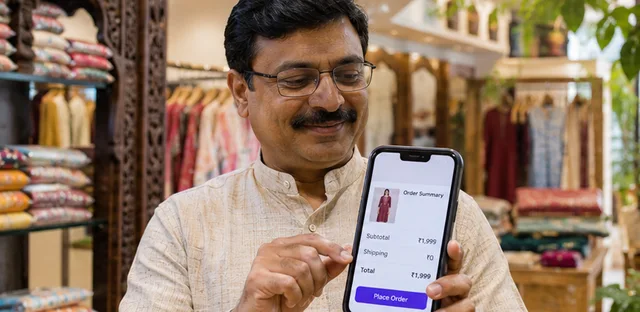 Order Summary
Subtotal ₹1,999
Shipping ₹0
Total ₹1,999
Place Order